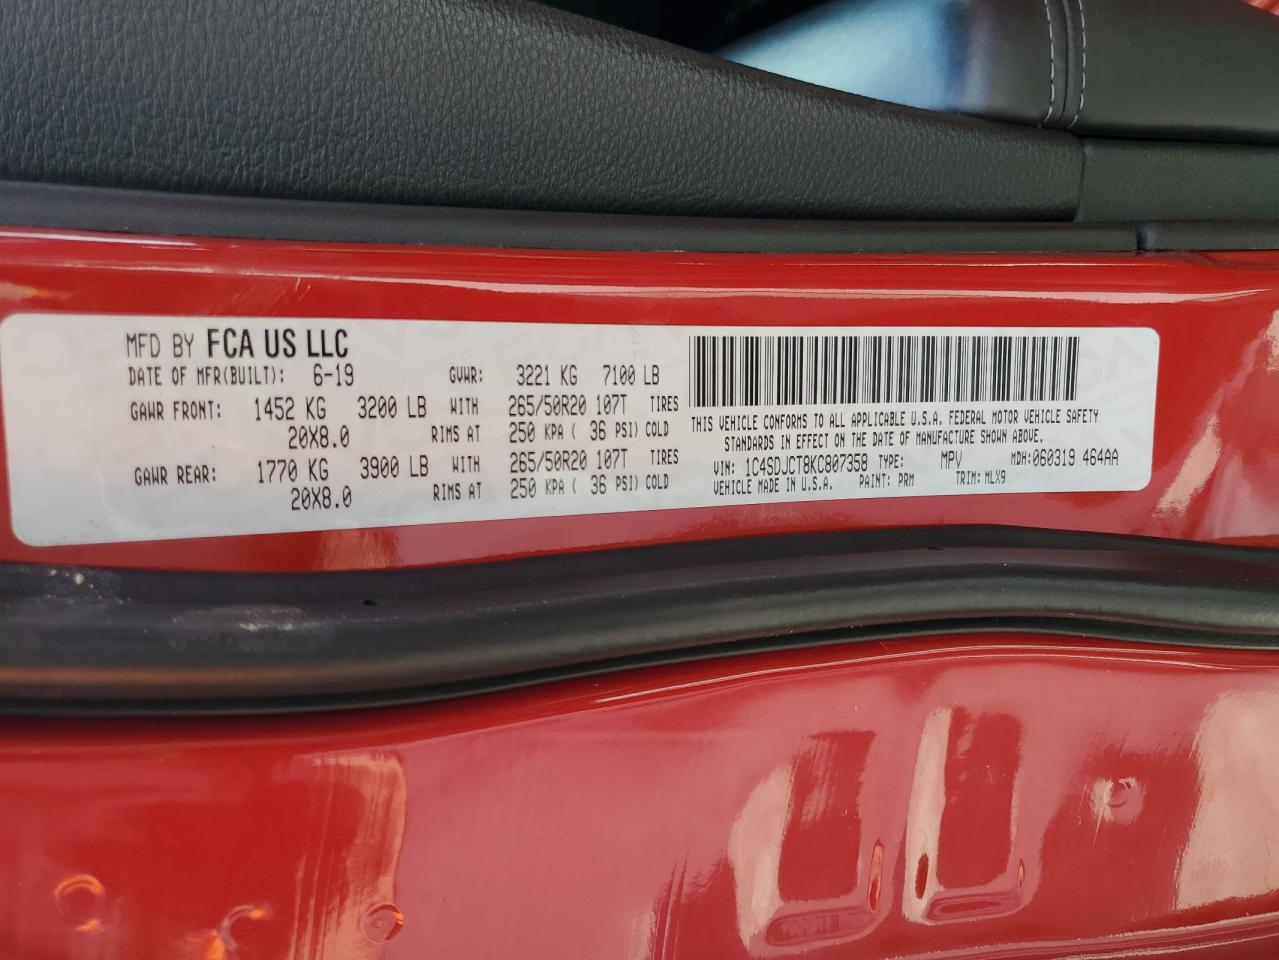 MFD BY FCA US LLC
DATE OF MFR(BUILT): 6-19 GVWR: 3221 KG 7100 LB
GAWR FRONT: 1452 KG 3200 LB WITH 265/50R20 107T TIRES
20X8.0 RIMS AT 250 KPA ( 36 PSI) COLD
GAWR REAR: 1770 KG 3900 LB WITH 265/50R20 107T TIRES
20X8.0 RIMS AT 250 KPA ( 36 PSI) COLD
THIS VEHICLE CONFORMS TO ALL APPLICABLE U.S.A. FEDERAL MOTOR VEHICLE SAFETY
STANDARDS IN EFFECT ON THE DATE OF MANUFACTURE SHOWN ABOVE.
VIN: 1C4SDJCT8KC807358 TYPE: MPV MDH:060319 464AA
VEHICLE MADE IN U.S.A. PAINT: PRM TRIM: MLX9